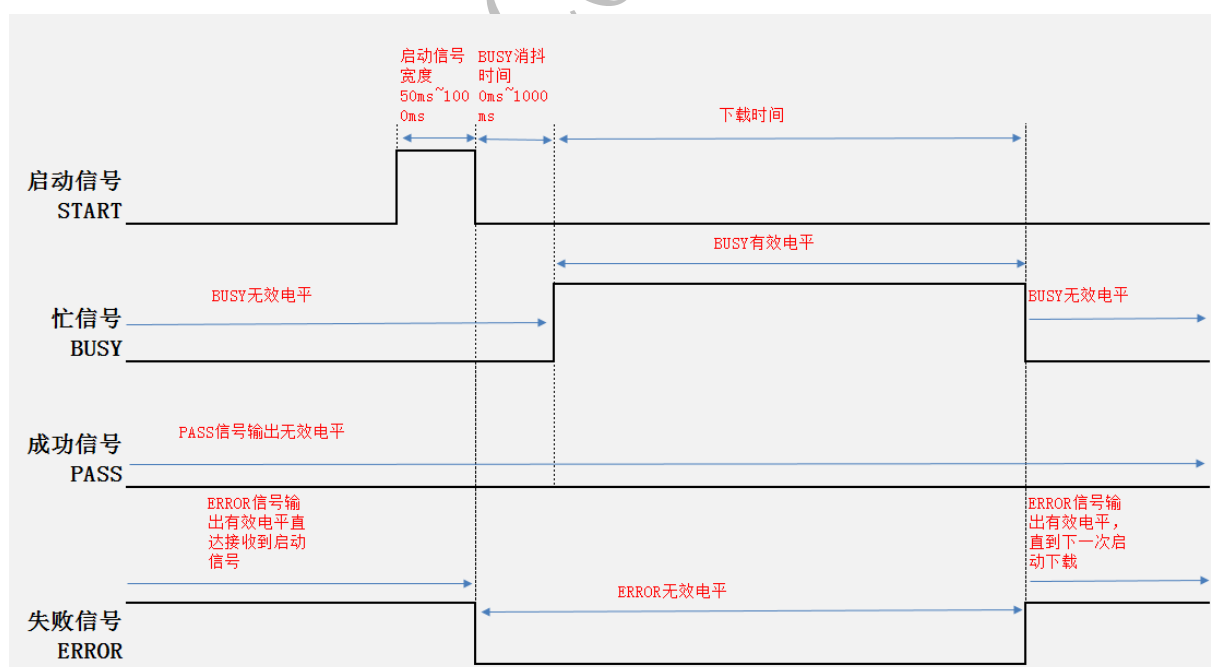 启动信号
宽度
50ms~100
0ms
BUSY消抖
时间
0ms~1000
ms
下载时间
启动信号
START
BUSY有效电平
BUSY无效电平
BUSY无效电平
忙信号
BUSY
PASS信号输出无效电平
成功信号
PASS
ERROR信号输
出有效电平直
达接收到启动
信号
ERROR信号输
出有效电平,
直到下一次启
动下载
ERROR无效电平
失败信号
ERROR